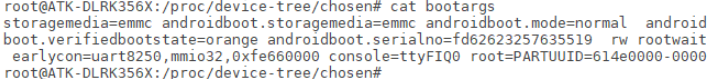 root@ATK-DLRK356X:/proc/device-tree/chosen# cat bootargs
storagemedia=emmc androidboot.storagemedia=emmc androidboot.mode=normal  android
boot.verifiedbootstate=orange androidboot.serialno=fd62623257635519  rw rootwait
 earlycon=uart8250,mmio32,0xfe660000 console=ttyFIQ0 root=PARTUUID=614e0000-0000
root@ATK-DLRK356X:/proc/device-tree/chosen#